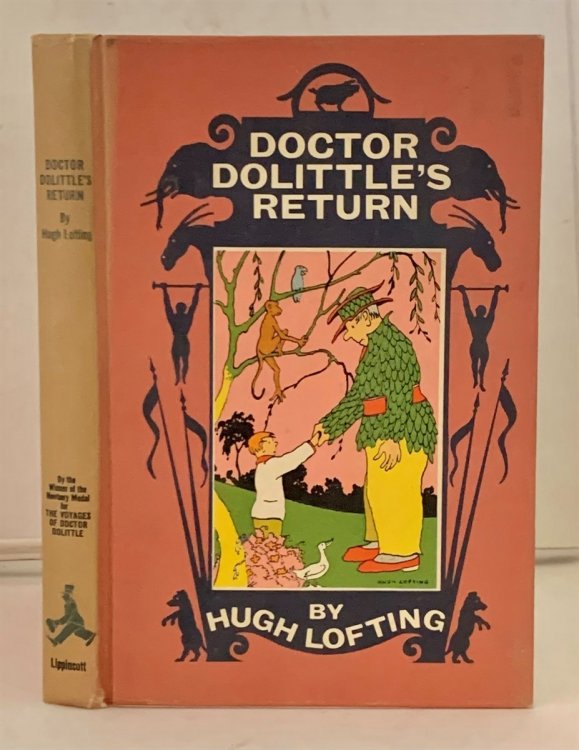 DOCTOR
DOLITTLE'S
RETURN
By
Hugh Lofting
By the
Winner of the
Newbery Medal
for
THE VOYAGES
OF DOCTOR
DOLITTLE
Lippincott
DOCTOR
DOLITTLE'S
RETURN
HUGH LOFTING
BY
HUGH LOFTING